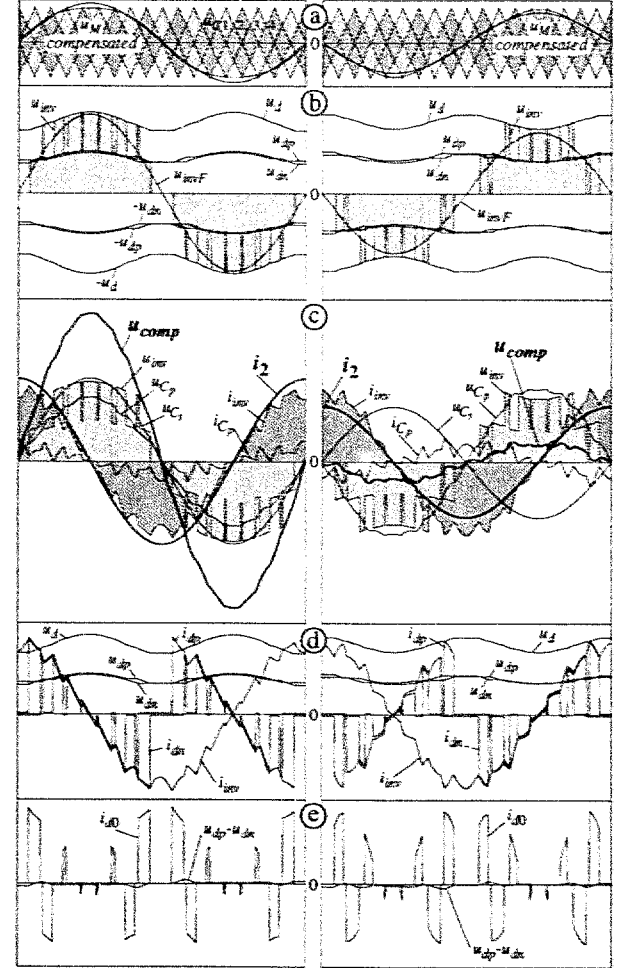 a
u_M
compensated
0
u_M
compensated
b
u_inv
u_d
u_dp
u_dn
u_invF
0
-u_dn
-u_dp
-u_d
u_d
u_inv
u_dp
u_dn
u_invF
c
u_comp
u_inv
u_Cp
u_Cs
i_2
i_inv
i_Cp
0
i_2
i_inv
u_Cs
i_Cp
u_Cp
u_inv
u_comp
d
u_d
i_dp
u_dp
u_dn
0
i_dn
i_inv
i_dp
u_d
u_dp
u_dn
i_dn
i_inv
e
i_d0
u_dp-u_dn
0
i_d0
u_dp-u_dn